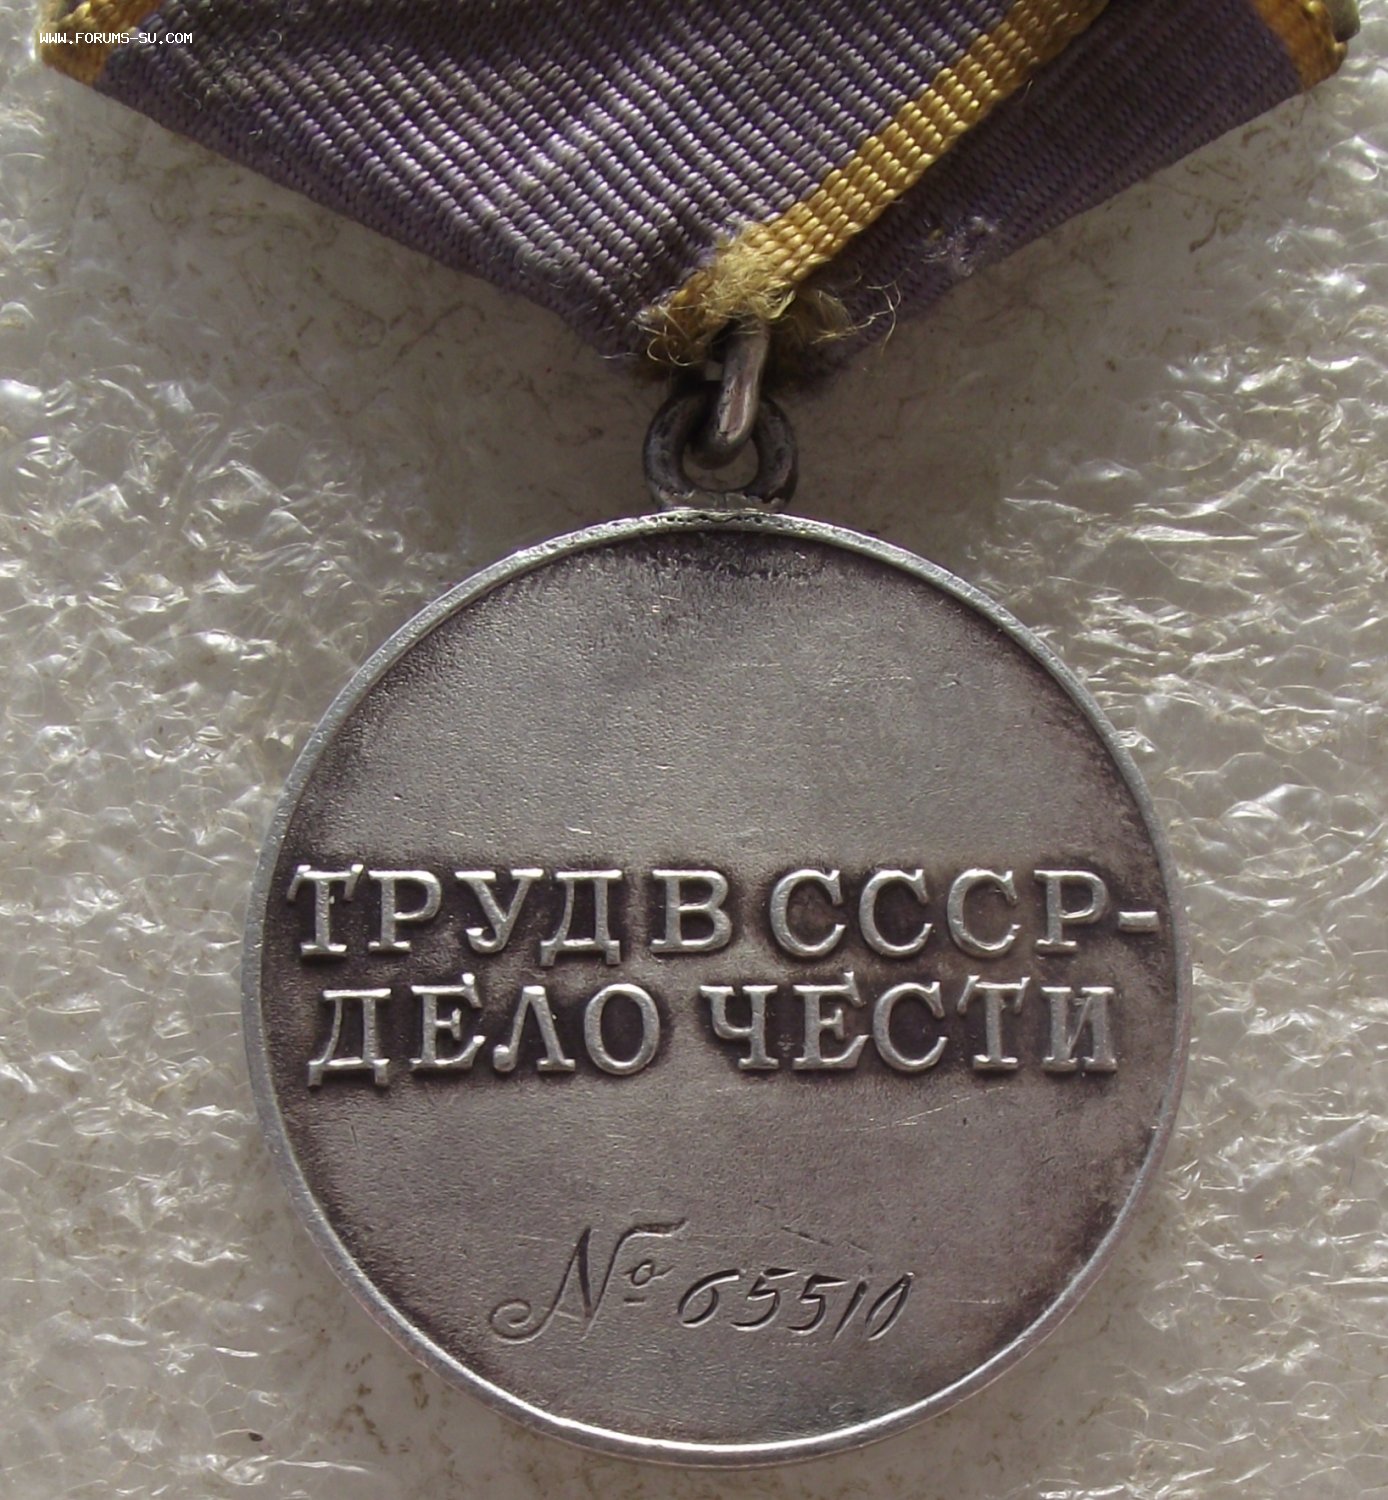 WWW.FORUMS-SU.COM
ТРУД В СССР-
ДЕЛО ЧЕСТИ
№ 65510